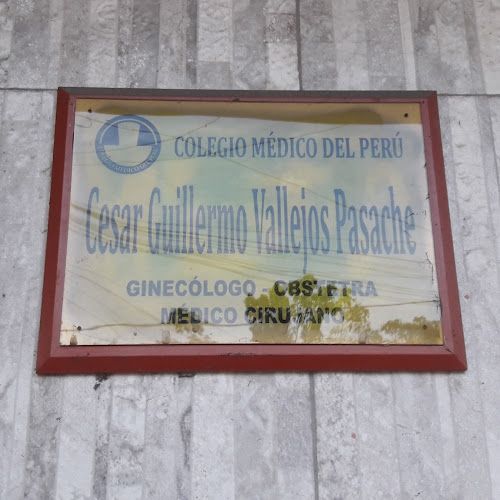 COLEGIO MÉDICO DEL PERÚ
Cesar Guillermo Vallejos Pasache
GINECÓLOGO - OBSTETRA
MÉDICO CIRUJANO